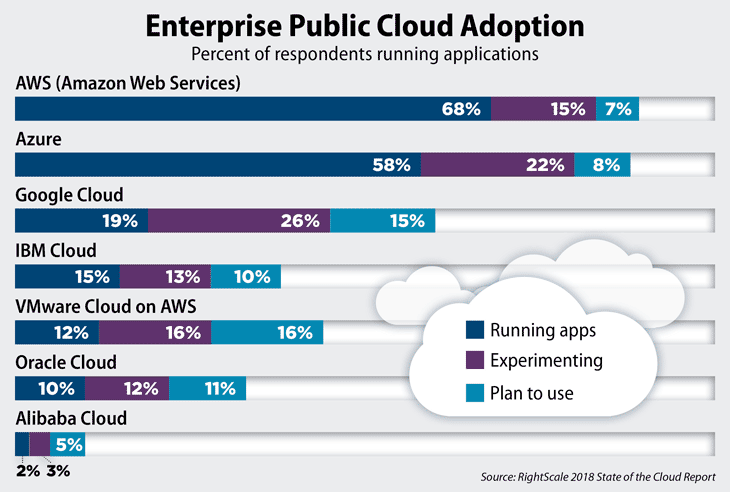 Enterprise Public Cloud Adoption
Percent of respondents running applications
AWS (Amazon Web Services)
68% 15% 7%
Azure
58% 22% 8%
Google Cloud
19% 26% 15%
IBM Cloud
15% 13% 10%
VMware Cloud on AWS
12% 16% 16%
Oracle Cloud
10% 12% 11%
Alibaba Cloud
5%
2% 3%
Running apps
Experimenting
Plan to use
Source: RightScale 2018 State of the Cloud Report